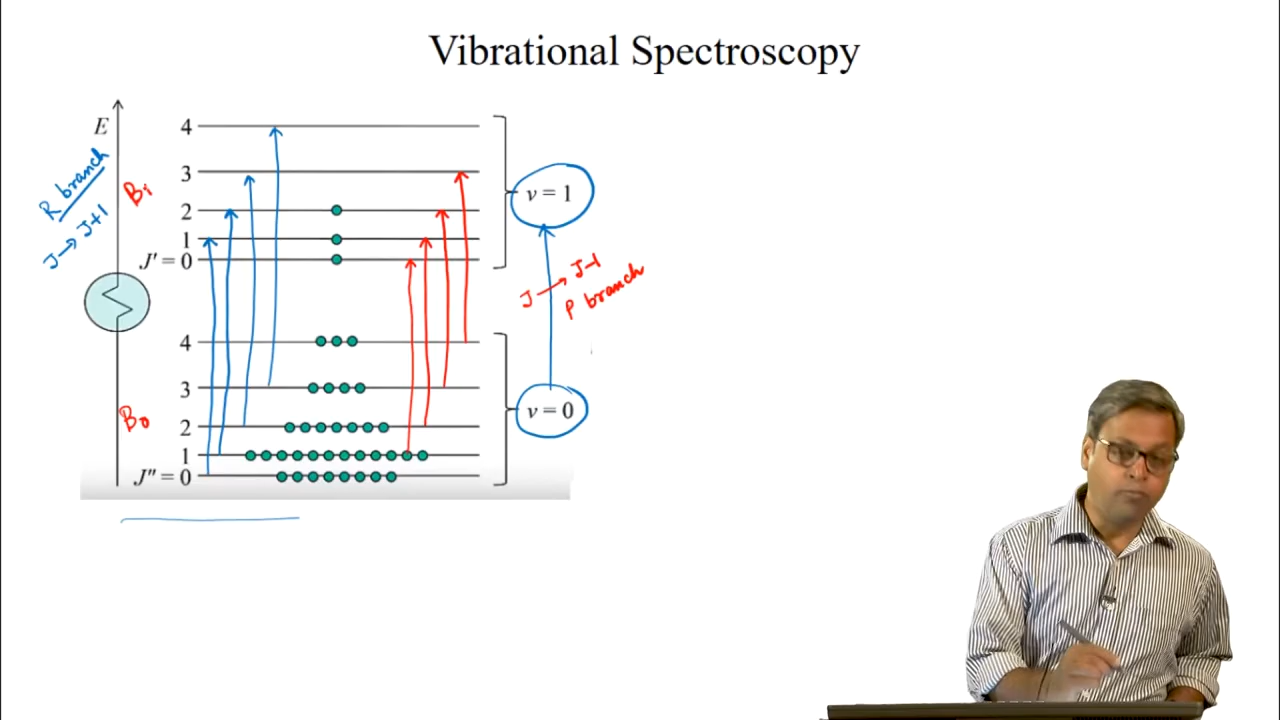 Vibrational Spectroscopy
E
R branch
J → J+1
B₁
4
3
2
1
J' = 0
v = 1
J → J-1
P branch
B₀
4
3
2
1
J" = 0
v = 0